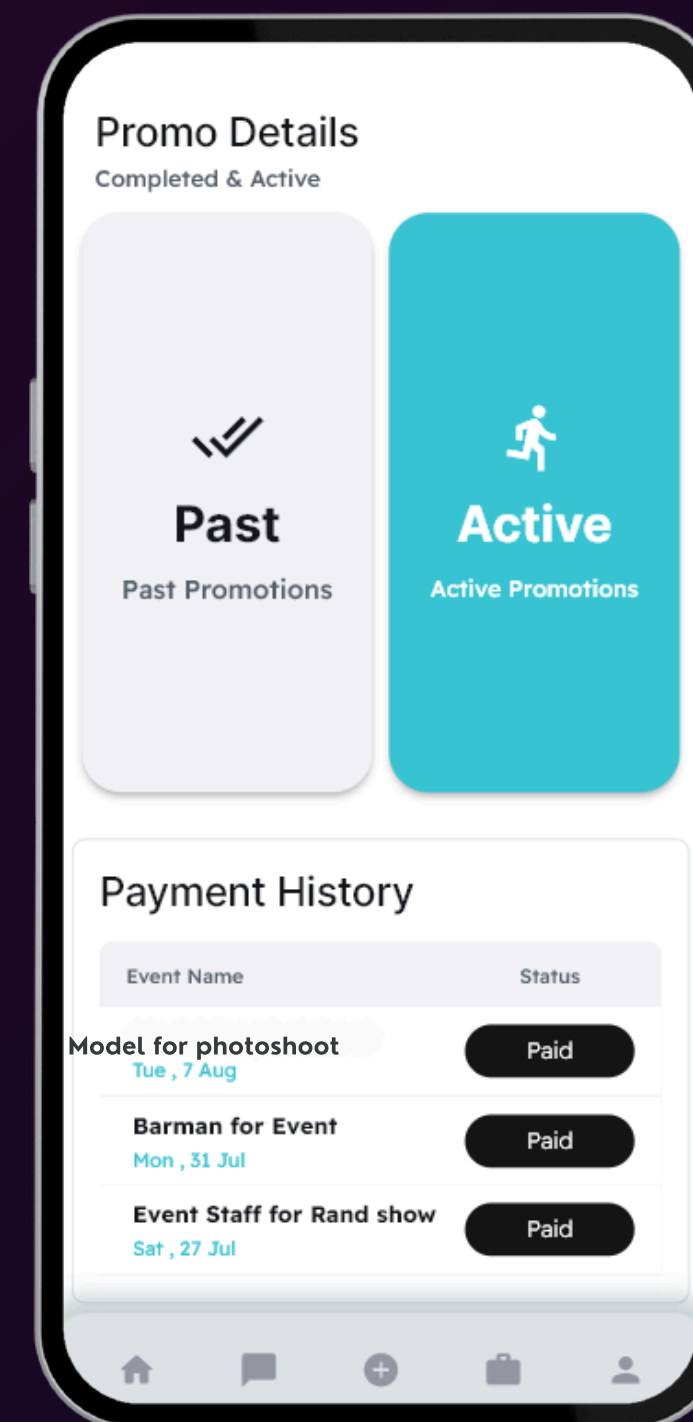 Promo Details
Completed & Active
Past
Past Promotions
Active
Active Promotions
Payment History
Event Name Status
Model for photoshoot Paid
Tue , 7 Aug
Barman for Event Paid
Mon , 31 Jul
Event Staff for Rand show Paid
Sat , 27 Jul